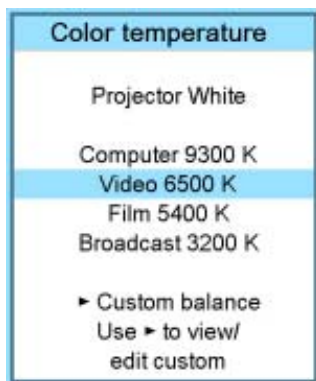 Color temperature
Projector White
Computer 9300 K
Video 6500 K
Film 5400 K
Broadcast 3200 K
► Custom balance
Use ► to view/
edit custom